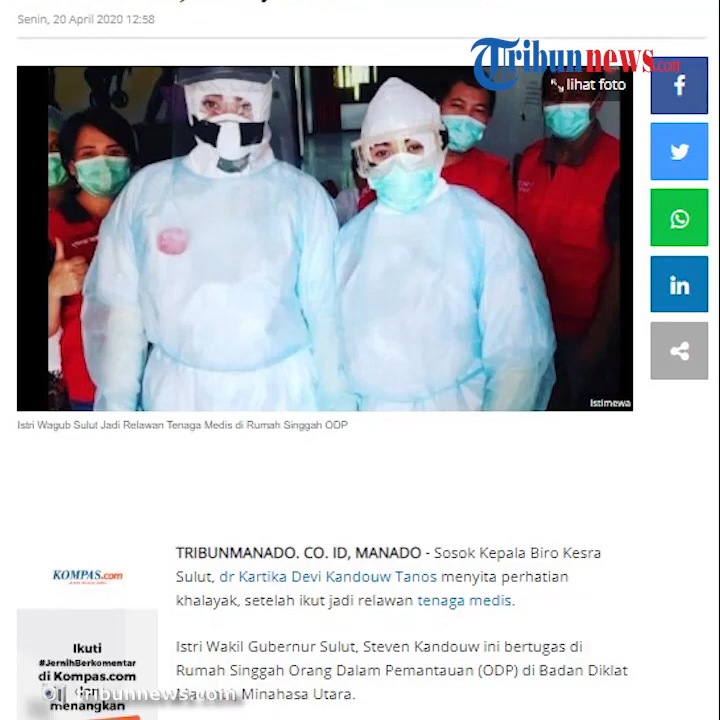 Senin, 20 April 2020 12:58
Tribunnews.com
lihat foto
f
in
Istimewa
Istri Wagub Sulut Jadi Relawan Tenaga Medis di Rumah Singgah ODP
TRIBUNMANADO. CO. ID, MANADO - Sosok Kepala Biro Kesra
Sulut, dr Kartika Devi Kandouw Tanos menyita perhatian
khalayak, setelah ikut jadi relawan tenaga medis.
Istri Wakil Gubernur Sulut, Steven Kandouw ini bertugas di
Rumah Singgah Orang Dalam Pemantauan (ODP) di Badan Diklat
Minahasa Utara.
KOMPAS.com
Ikuti
#JernihBerkomentar
di Kompas.com
dan
menangkan
tribunnews.com